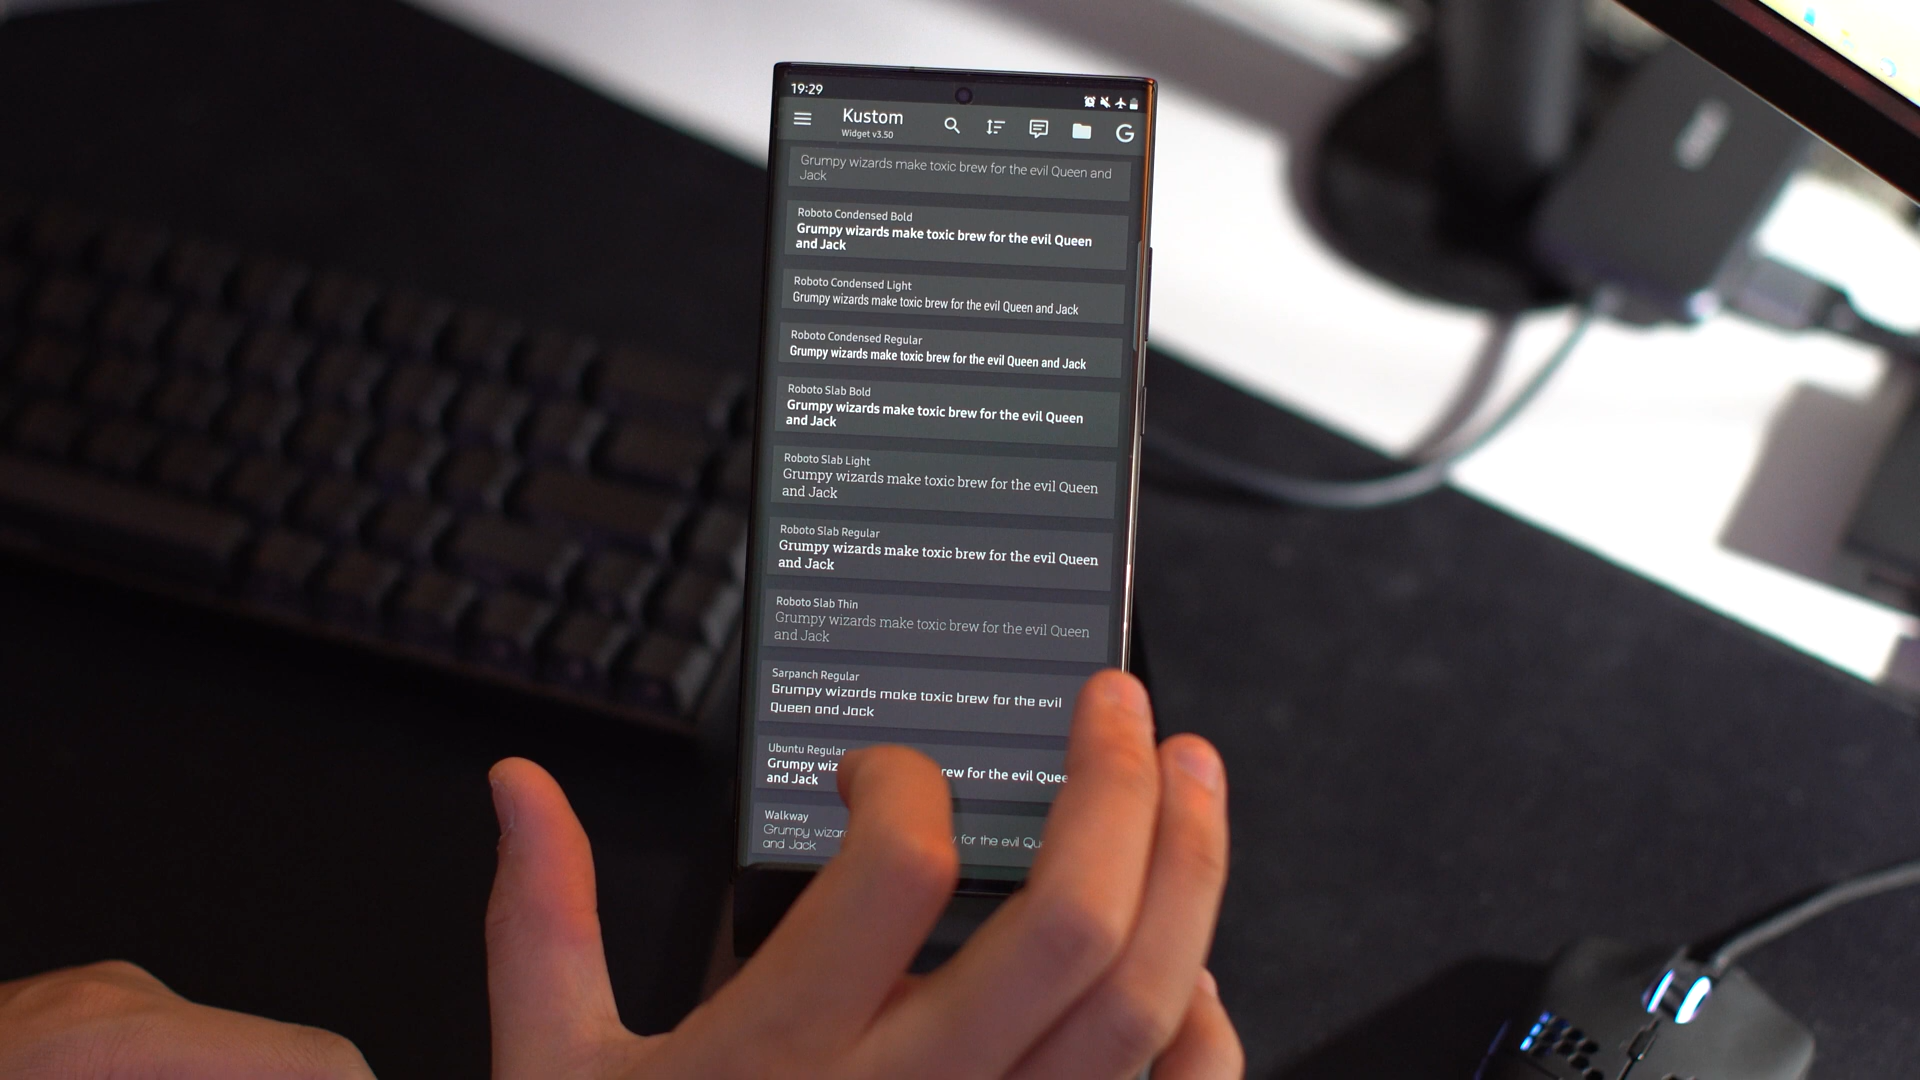 19:29
Kustom
Widget v3.50
Grumpy wizards make toxic brew for the evil Queen and
Jack
Roboto Condensed Bold
Grumpy wizards make toxic brew for the evil Queen
and Jack
Roboto Condensed Light
Grumpy wizards make toxic brew for the evil Queen and Jack
Roboto Condensed Regular
Grumpy wizards make toxic brew for the evil Queen and Jack
Roboto Slab Bold
Grumpy wizards make toxic brew for the evil Queen
and Jack
Roboto Slab Light
Grumpy wizards make toxic brew for the evil Queen
and Jack
Roboto Slab Regular
Grumpy wizards make toxic brew for the evil Queen
and Jack
Roboto Slab Thin
Grumpy wizards make toxic brew for the evil Queen
and Jack
Sarpanch Regular
Grumpy wizards make toxic brew for the evil
Queen and Jack
Ubuntu Regular
Grumpy for the evil
and Jack
Walkway
Grumpy for the evil
and Jack